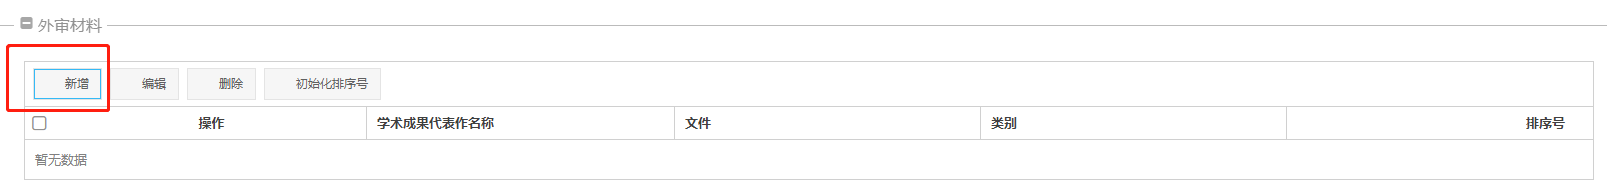 外审材料
新增 编辑 删除 初始化排序号
操作 学术成果代表作名称 文件 类别 排序号
暂无数据